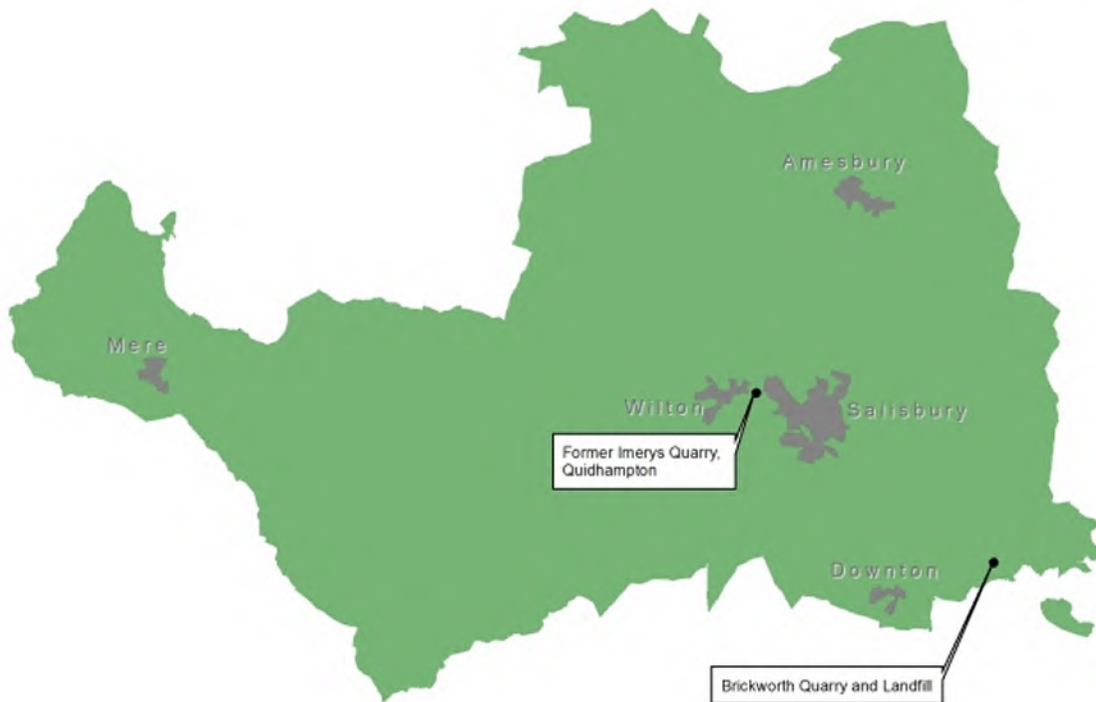 Amesbury
Mere
Wilton
Salisbury
Former Imerys Quarry,
Quidhampton
Downton
Brickworth Quarry and Landfill